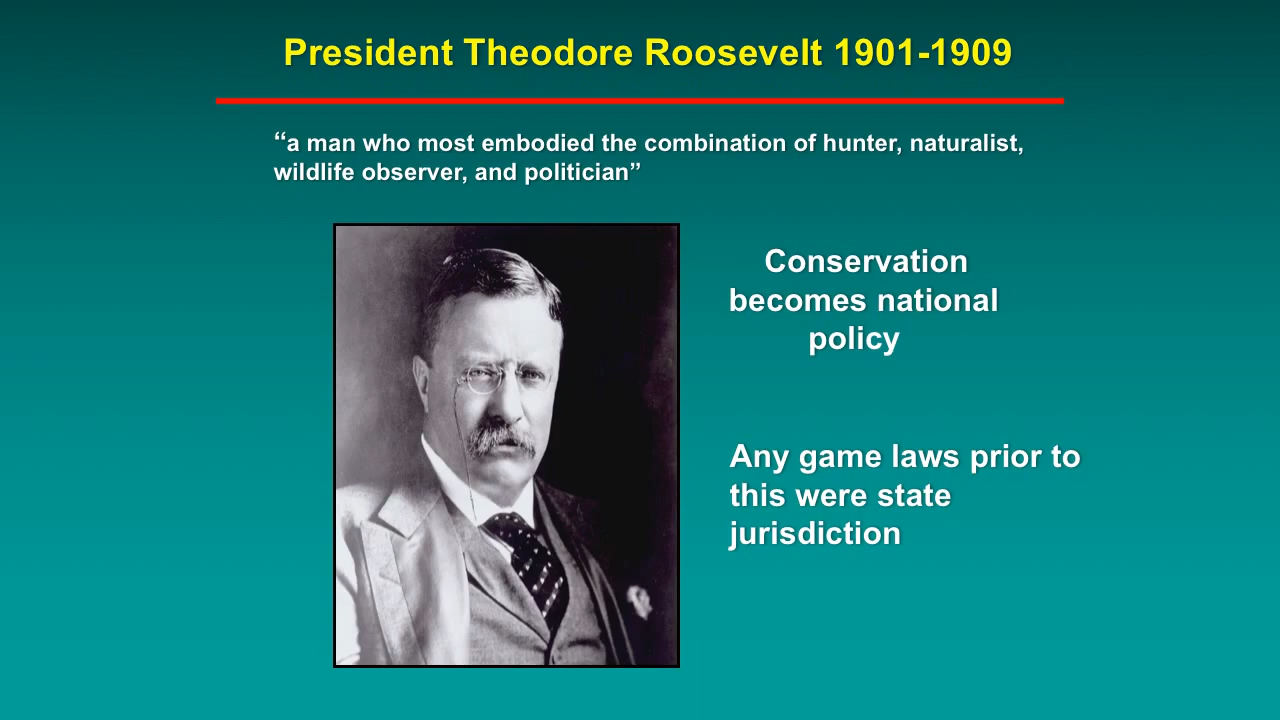 President Theodore Roosevelt 1901-1909
“a man who most embodied the combination of hunter, naturalist,
wildlife observer, and politician”
Conservation
becomes national
policy
Any game laws prior to
this were state
jurisdiction